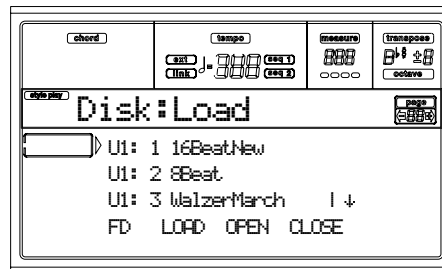 chord tempo measure transpose
ext seq 1
link seq 2
octave
style play Disk:Load page
U1: 1 16BeatNew
U1: 2 8Beat
U1: 3 WalzerMarch | ↓
FD LOAD OPEN CLOSE